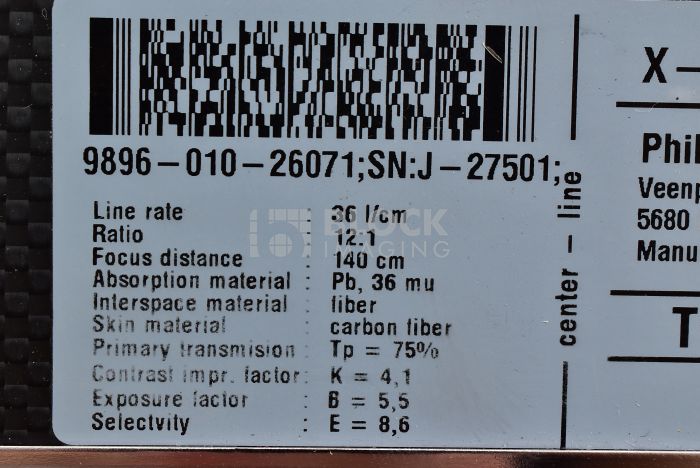 9896-010-26071;SN:J-27501;
Line rate : 36 l/cm
Ratio : 12:1
Focus distance : 140 cm
Absorption material : Pb, 36 mu
Interspace material : fiber
Skin material : carbon fiber
Primary transmision : Tp = 75%
Contrast impr. factor: K = 4,1
Exposure factor : B = 5,5
Selectvity : E = 8,6
center - line
X-
Phil
Veenp
5680
Manu
T
BLOCK
IMAGING